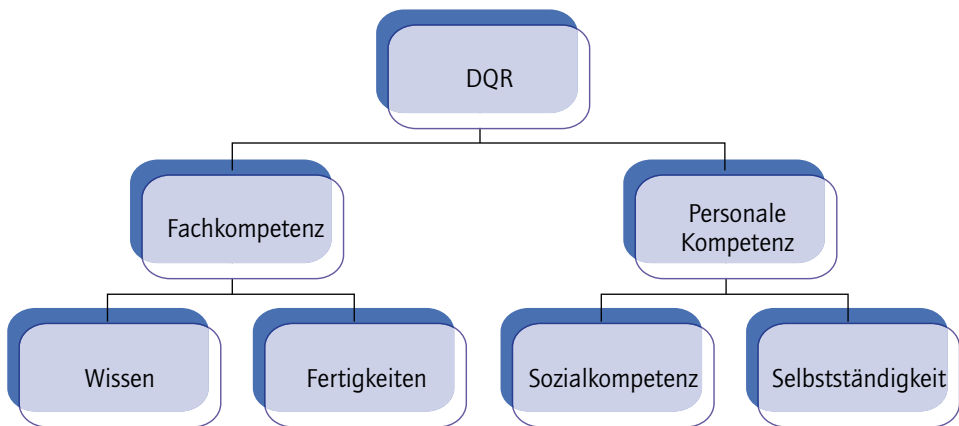 DQR
Fachkompetenz
Personale
Kompetenz
Wissen
Fertigkeiten
Sozialkompetenz
Selbstständigkeit